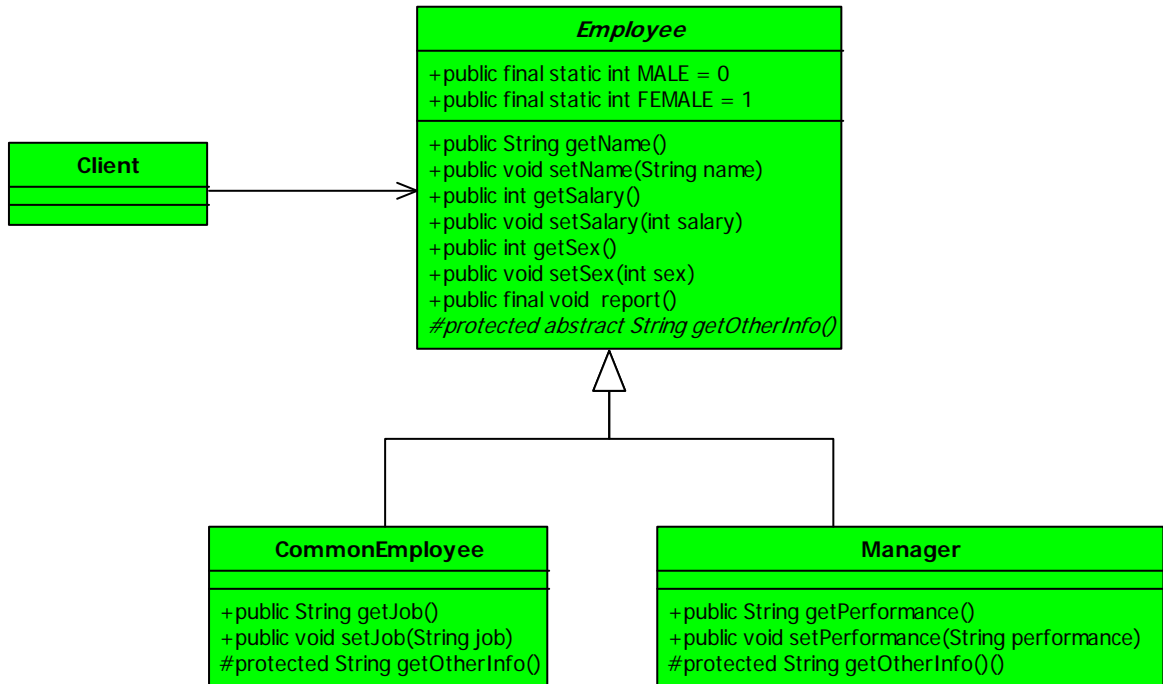 Employee
+public final static int MALE = 0
+public final static int FEMALE = 1
+public String getName()
+public void setName(String name)
+public int getSalary()
+public void setSalary(int salary)
+public int getSex()
+public void setSex(int sex)
+public final void report()
#protected abstract String getOtherInfo()
Client
CommonEmployee
+public String getJob()
+public void setJob(String job)
#protected String getOtherInfo()
Manager
+public String getPerformance()
+public void setPerformance(String performance)
#protected String getOtherInfo()()